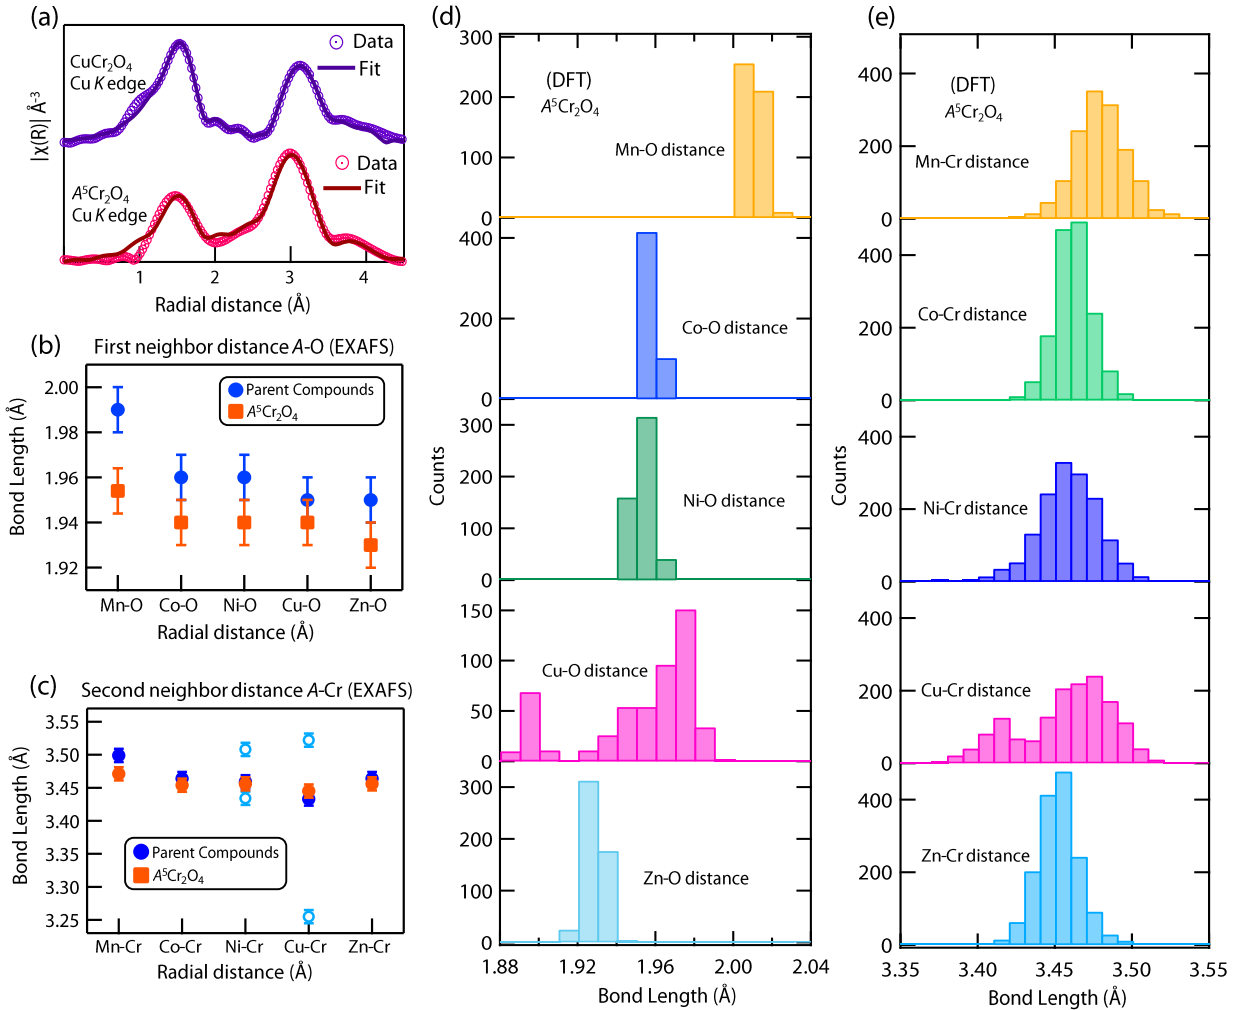 (a)
CuCr₂O₄
Cu K edge
Data
Fit
A⁵Cr₂O₄
Cu K edge
Data
Fit
|χ(R)| Å⁻³
1 2 3 4
Radial distance (Å)
(b)
First neighbor distance A-O (EXAFS)
Parent Compounds
A⁵Cr₂O₄
Bond Length (Å)
2.00
1.98
1.96
1.94
1.92
Mn-O Co-O Ni-O Cu-O Zn-O
Radial distance (Å)
(c)
Second neighbor distance A-Cr (EXAFS)
Bond Length (Å)
3.55
3.50
3.45
3.40
3.35
3.30
3.25
Parent Compounds
A⁵Cr₂O₄
Mn-Cr Co-Cr Ni-Cr Cu-Cr Zn-Cr
Radial distance (Å)
(d)
Counts
300
200
100
0
(DFT)
A⁵Cr₂O₄
Mn-O distance
400
200
0
Co-O distance
300
200
100
0
Ni-O distance
150
100
50
0
Cu-O distance
300
200
100
0
Zn-O distance
1.88 1.92 1.96 2.00 2.04
Bond Length (Å)
(e)
Counts
400
200
0
(DFT)
A⁵Cr₂O₄
Mn-Cr distance
400
200
0
Co-Cr distance
400
200
0
Ni-Cr distance
400
200
0
Cu-Cr distance
400
200
0
Zn-Cr distance
3.35 3.40 3.45 3.50 3.55
Bond Length (Å)